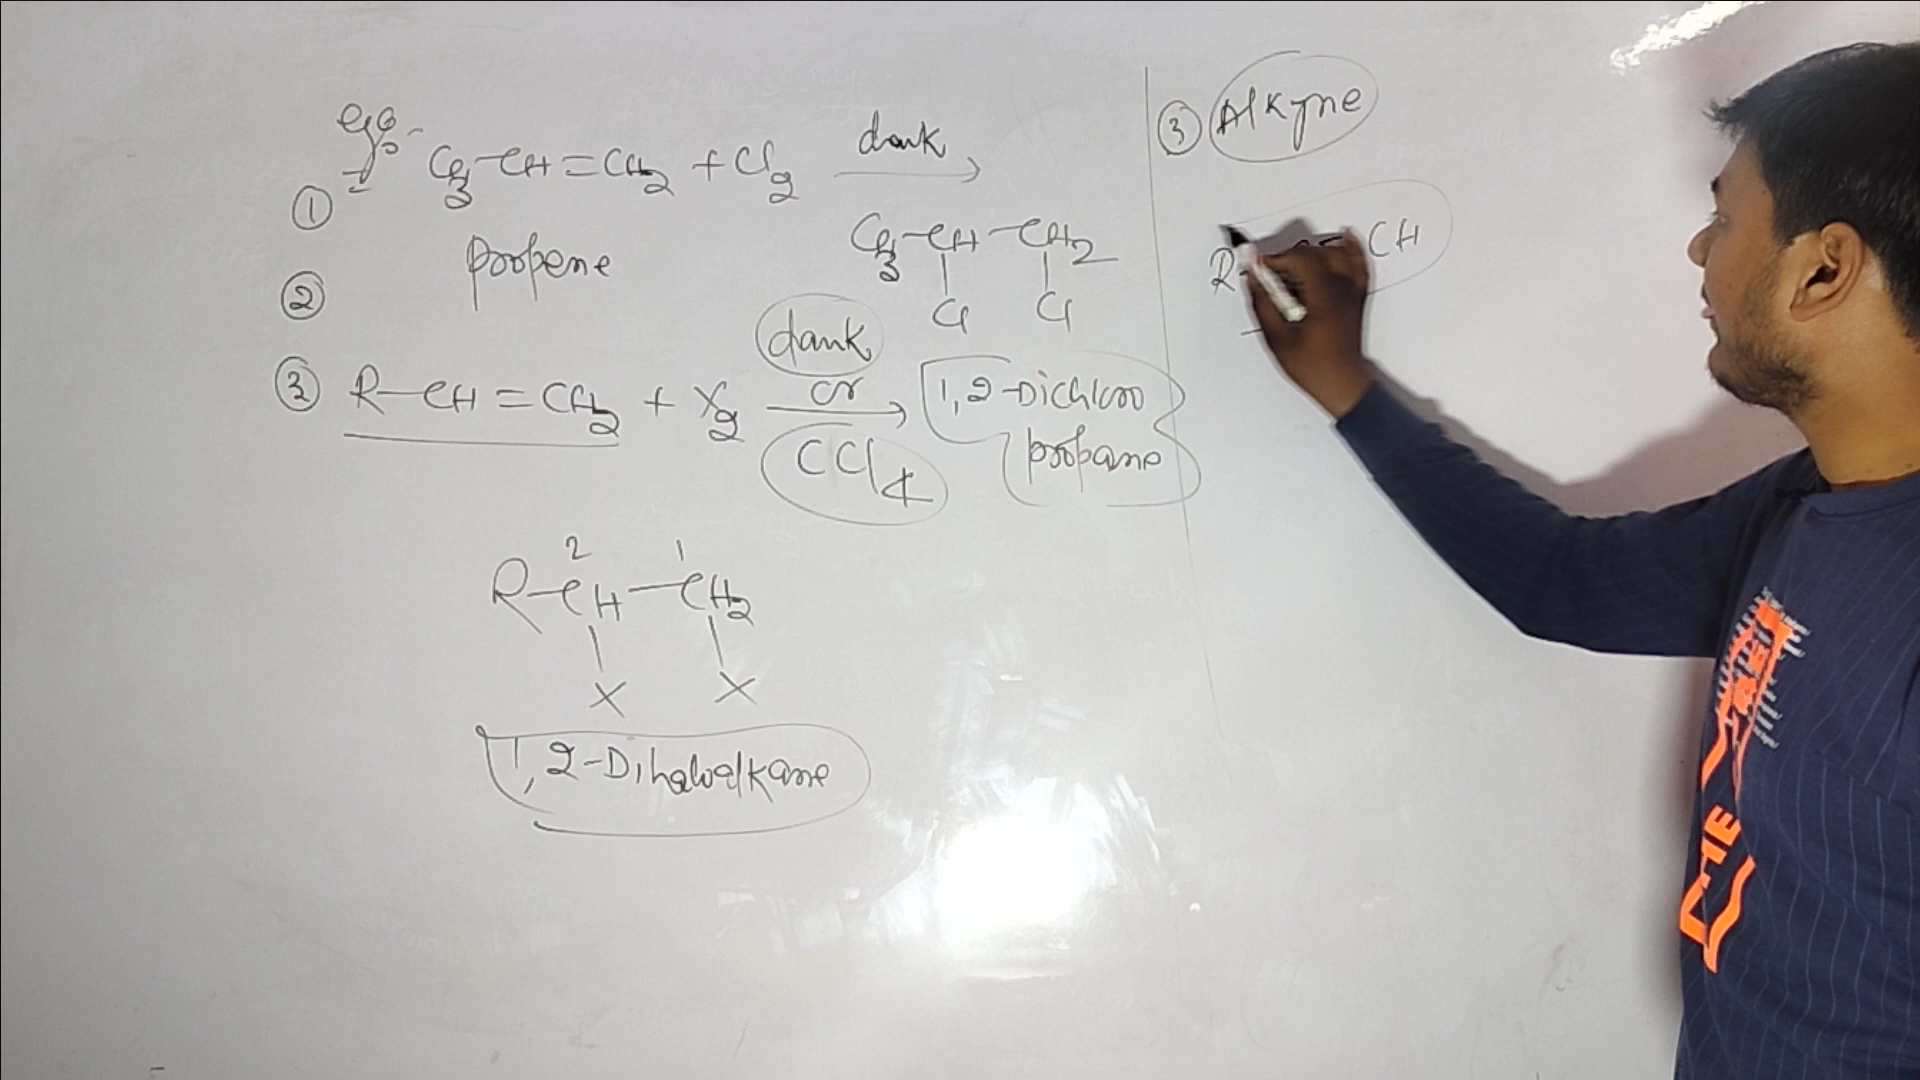 eg:-
① CH3-CH=CH2 + Cl2 dark →
propene
CH3-CH-CH2
Cl Cl
②
③ R-CH=CH2 + X2 dark or CCl4 →
1,2-Dichloro
propane
2 1
R-CH-CH2
X X
1,2-Dihaloalkane
③ Alkyne
R CH